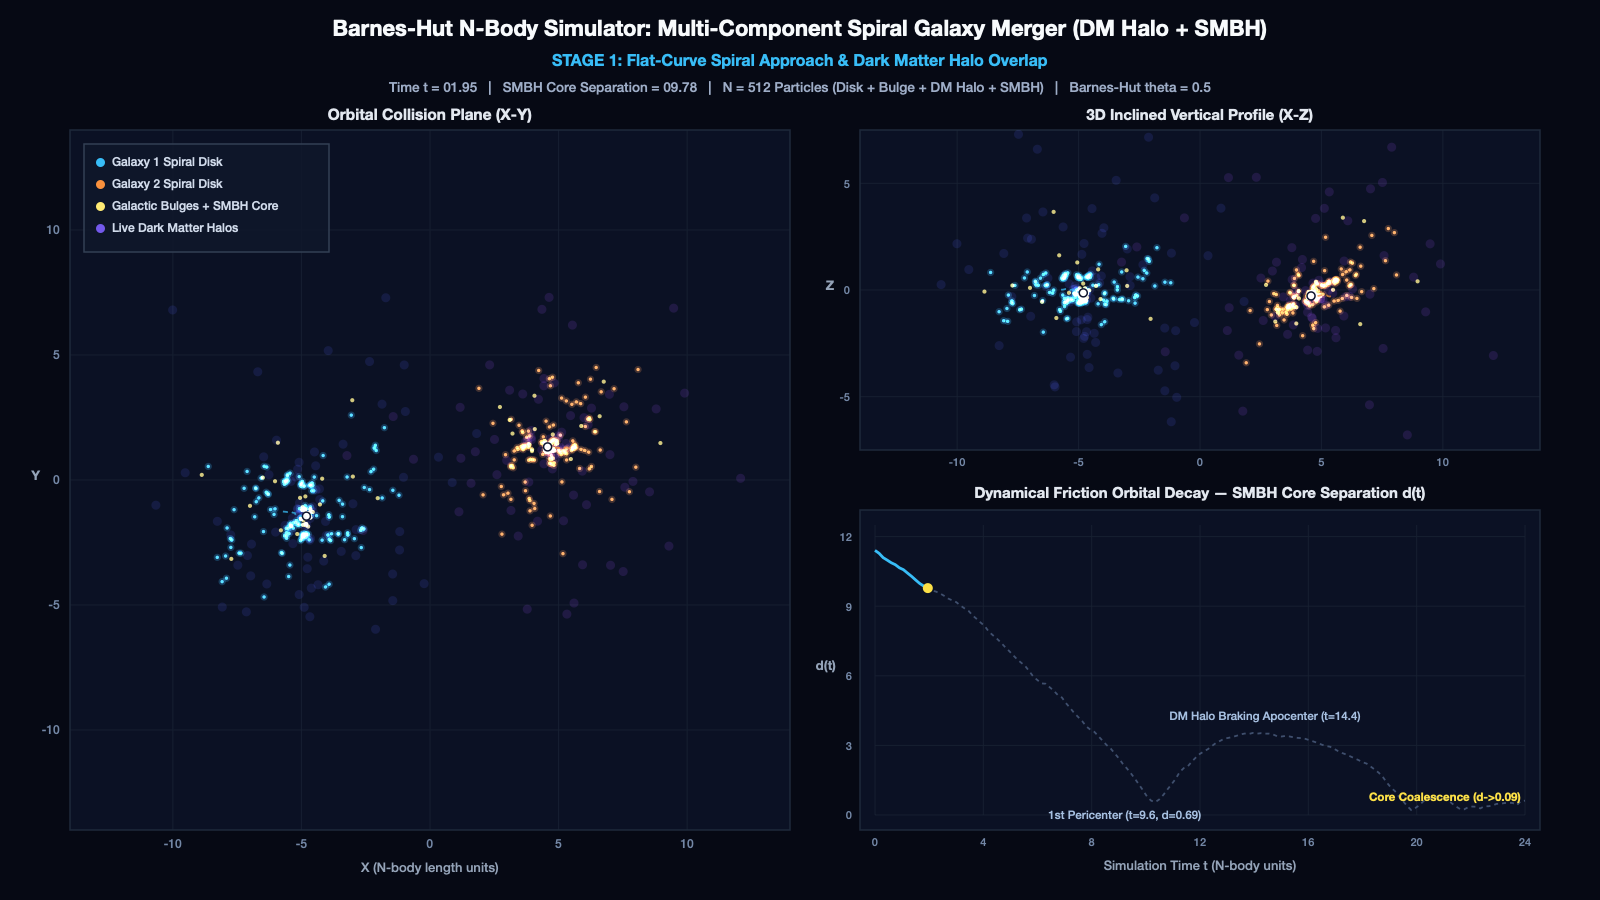 Barnes-Hut N-Body Simulator: Multi-Component Spiral Galaxy Merger (DM Halo + SMBH)
STAGE 1: Flat-Curve Spiral Approach & Dark Matter Halo Overlap
Time t = 01.95 | SMBH Core Separation = 09.78 | N = 512 Particles (Disk + Bulge + DM Halo + SMBH) | Barnes-Hut theta = 0.5
Orbital Collision Plane (X-Y)
Galaxy 1 Spiral Disk
Galaxy 2 Spiral Disk
Galactic Bulges + SMBH Core
Live Dark Matter Halos
10
5
Y
0
-5
-10
-10 -5 0 5 10
X (N-body length units)
3D Inclined Vertical Profile (X-Z)
5
Z
0
-5
-10 -5 0 5 10
Dynamical Friction Orbital Decay — SMBH Core Separation d(t)
12
9
d(t)
6
3
0
DM Halo Braking Apocenter (t=14.4)
Core Coalescence (d->0.09)
1st Pericenter (t=9.6, d=0.69)
0 4 8 12 16 20 24
Simulation Time t (N-body units)